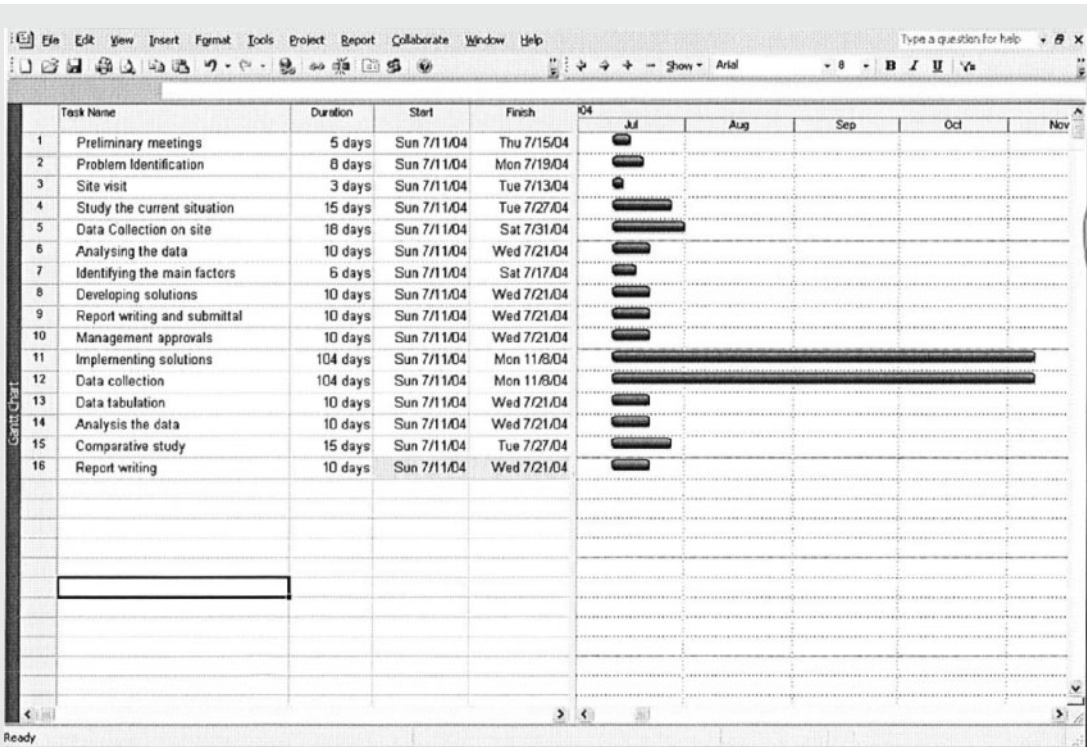 File Edit View Insert Format Tools Project Report Collaborate Window Help Type a question for help
Show Arial 8 B I U
Task Name Duration Start Finish 04
Jul Aug Sep Oct Nov
1 Preliminary meetings 5 days Sun 7/11/04 Thu 7/15/04
2 Problem Identification 8 days Sun 7/11/04 Mon 7/19/04
3 Site visit 3 days Sun 7/11/04 Tue 7/13/04
4 Study the current situation 15 days Sun 7/11/04 Tue 7/27/04
5 Data Collection on site 18 days Sun 7/11/04 Sat 7/31/04
6 Analysing the data 10 days Sun 7/11/04 Wed 7/21/04
7 Identifying the main factors 6 days Sun 7/11/04 Sat 7/17/04
8 Developing solutions 10 days Sun 7/11/04 Wed 7/21/04
9 Report writing and submittal 10 days Sun 7/11/04 Wed 7/21/04
10 Management approvals 10 days Sun 7/11/04 Wed 7/21/04
11 Implementing solutions 104 days Sun 7/11/04 Mon 11/8/04
12 Data collection 104 days Sun 7/11/04 Mon 11/8/04
13 Data tabulation 10 days Sun 7/11/04 Wed 7/21/04
14 Analysis the data 10 days Sun 7/11/04 Wed 7/21/04
15 Comparative study 15 days Sun 7/11/04 Tue 7/27/04
16 Report writing 10 days Sun 7/11/04 Wed 7/21/04
Gantt Chart
Ready